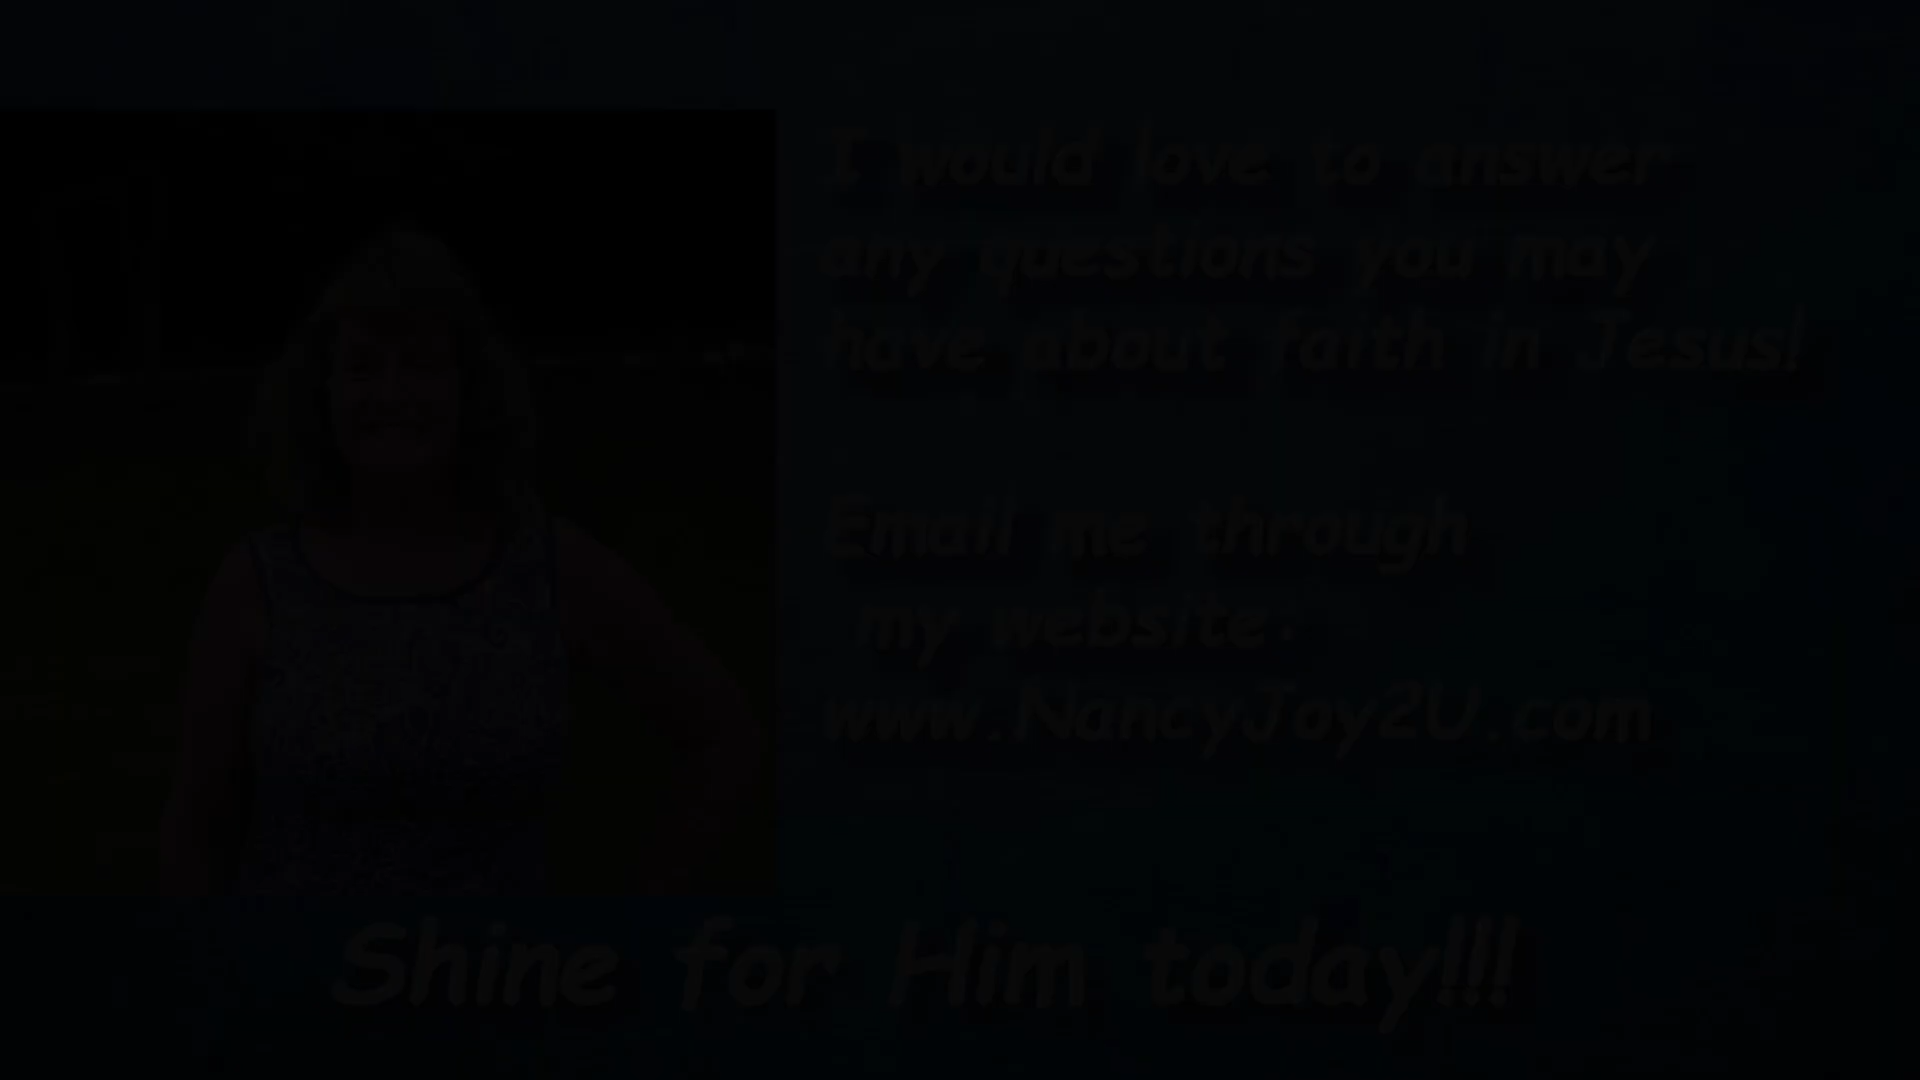 I would love to answer
any questions you may
have about faith in Jesus!
Email me through
my website:
www.NancyJoy2U.com
Shine for Him today!!!